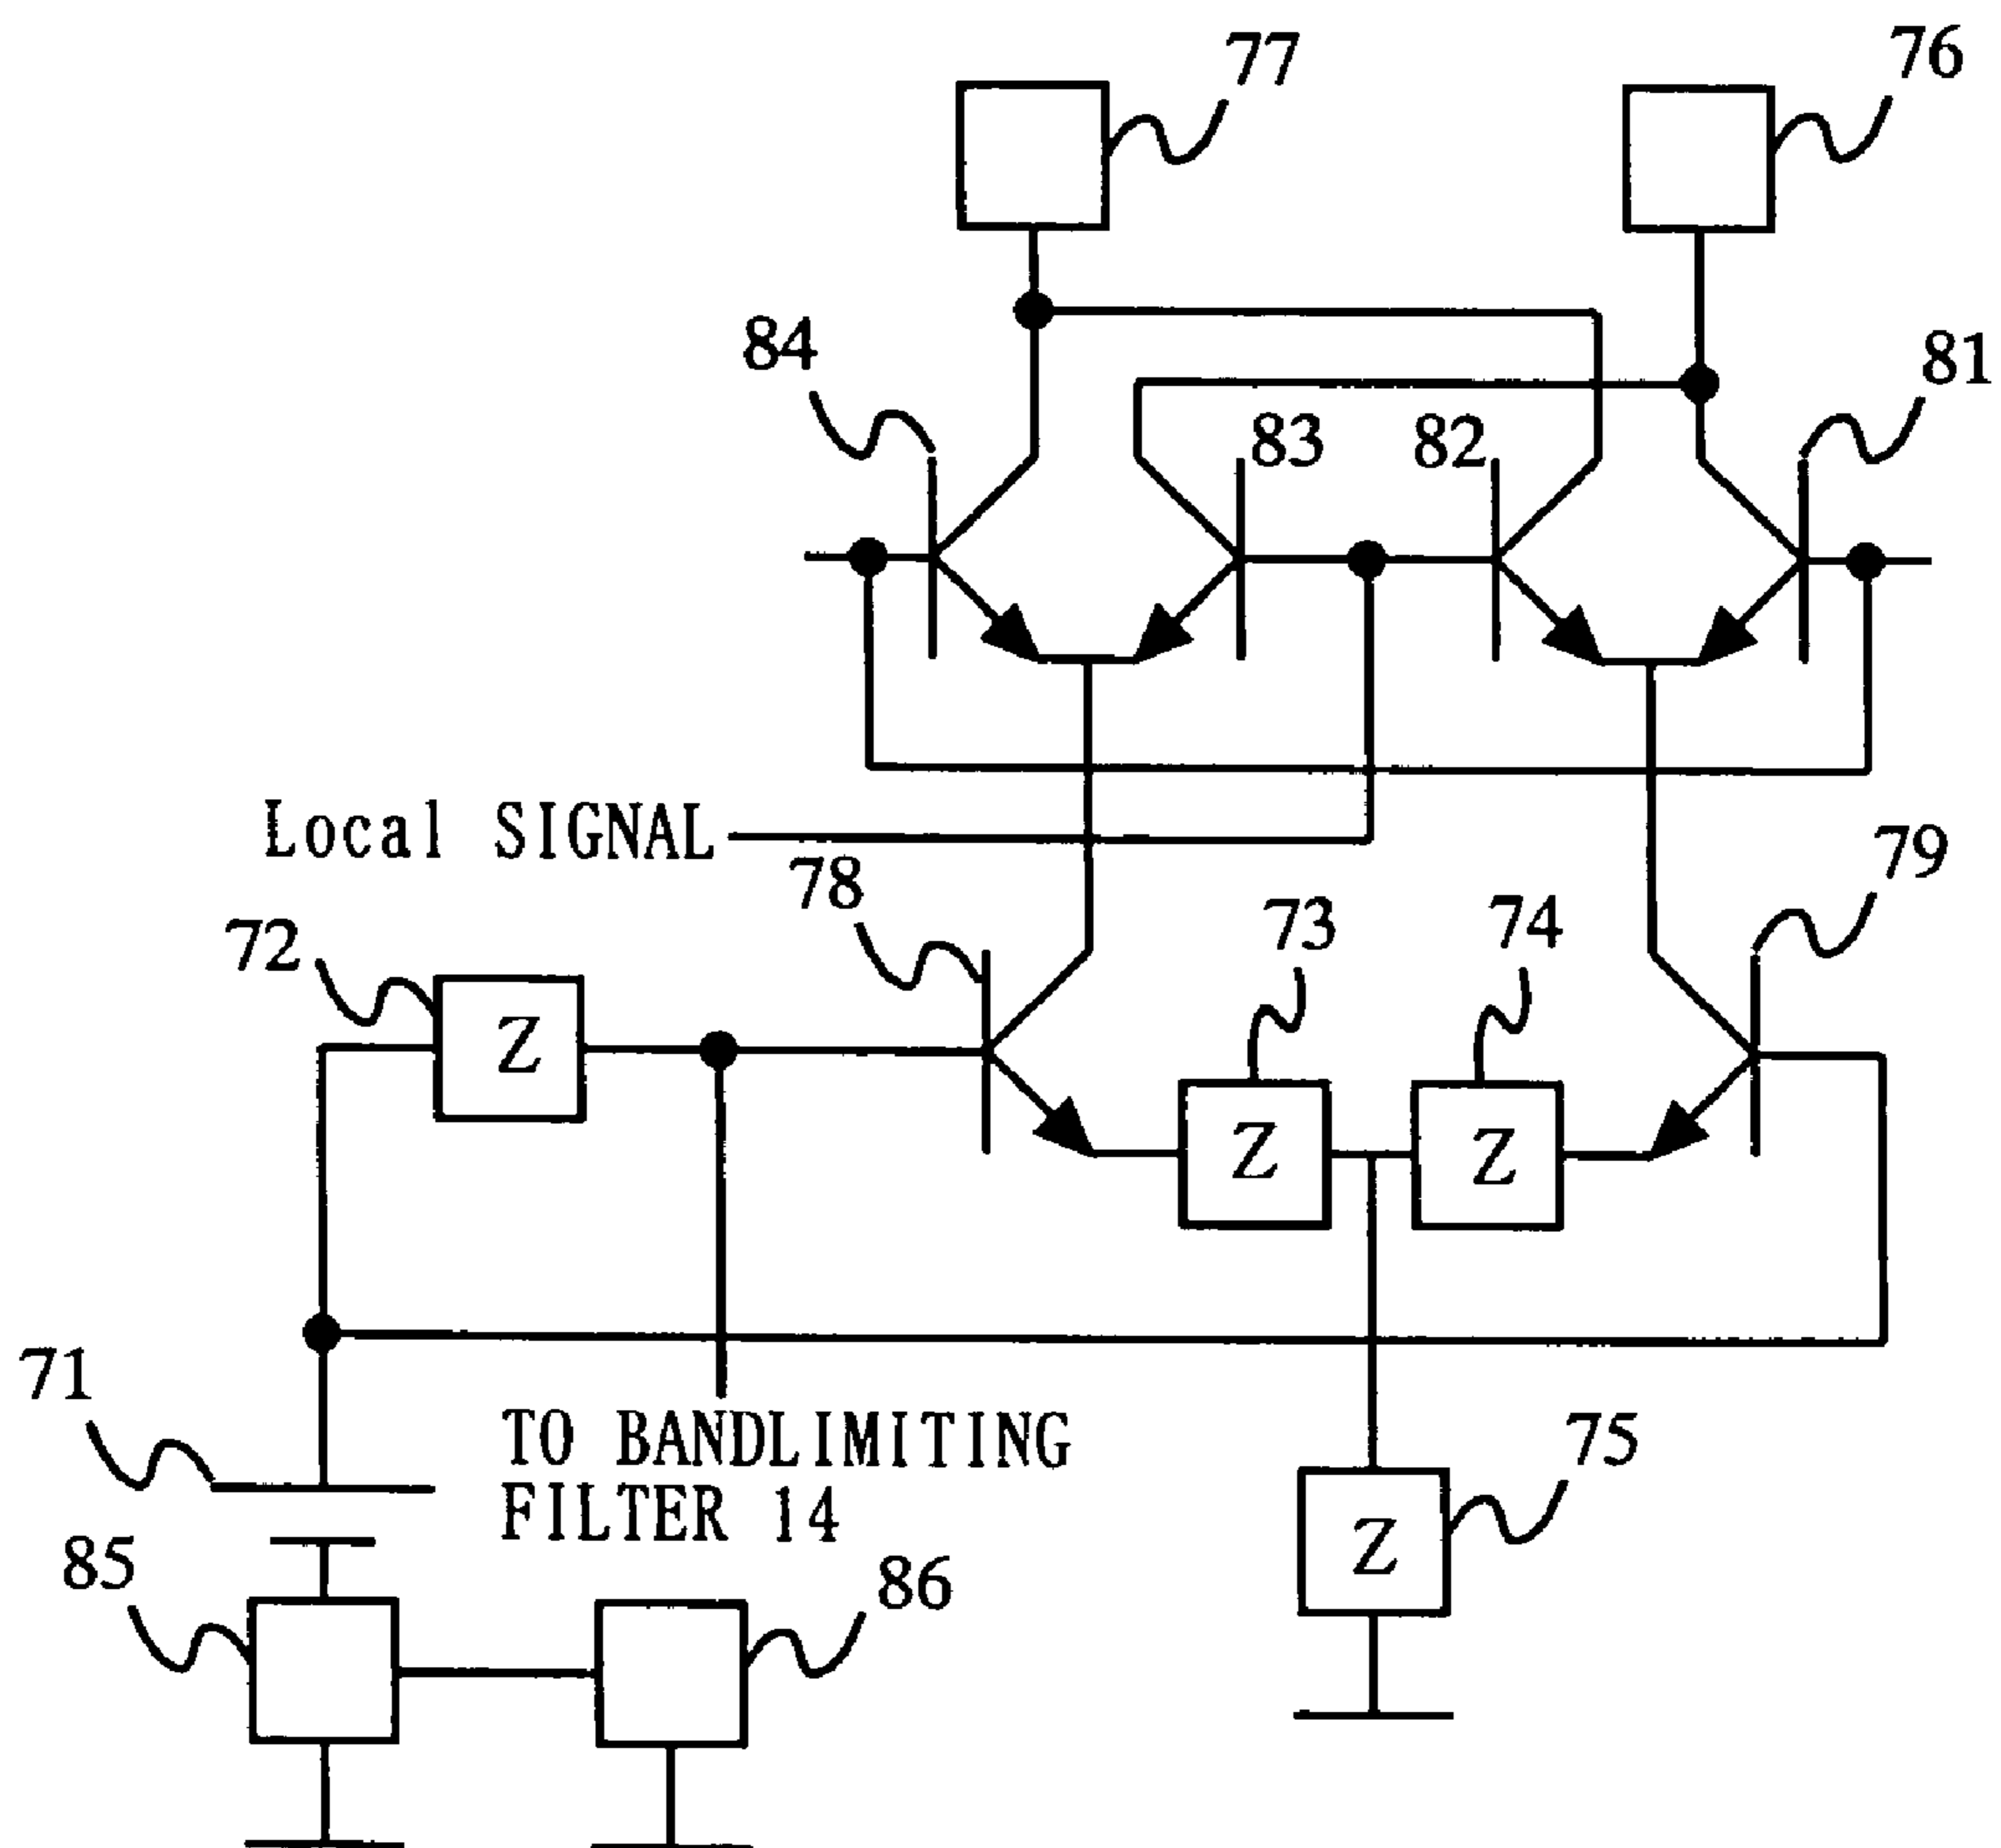 77
76
84
81
83
82
Local SIGNAL
78
79
72
73
74
Z
Z
Z
71
TO BANDLIMITING
FILTER 14
75
85
86
Z